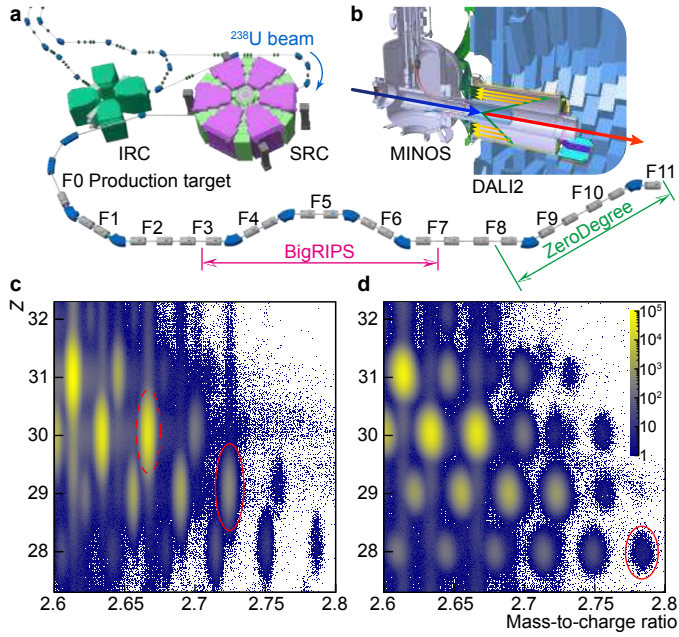 a
b
²³⁸U beam
IRC
SRC
MINOS
DALI2
F0 Production target
F1
F2
F3
F4
F5
F6
F7
F8
F9
F10
F11
BigRIPS
ZeroDegree
c
d
Z
32
31
30
29
28
2.6
2.65
2.7
2.75
2.8
32
31
30
29
28
2.6
2.65
2.7
2.75
2.8
10⁵
10⁴
10³
10²
10
1
Mass-to-charge ratio